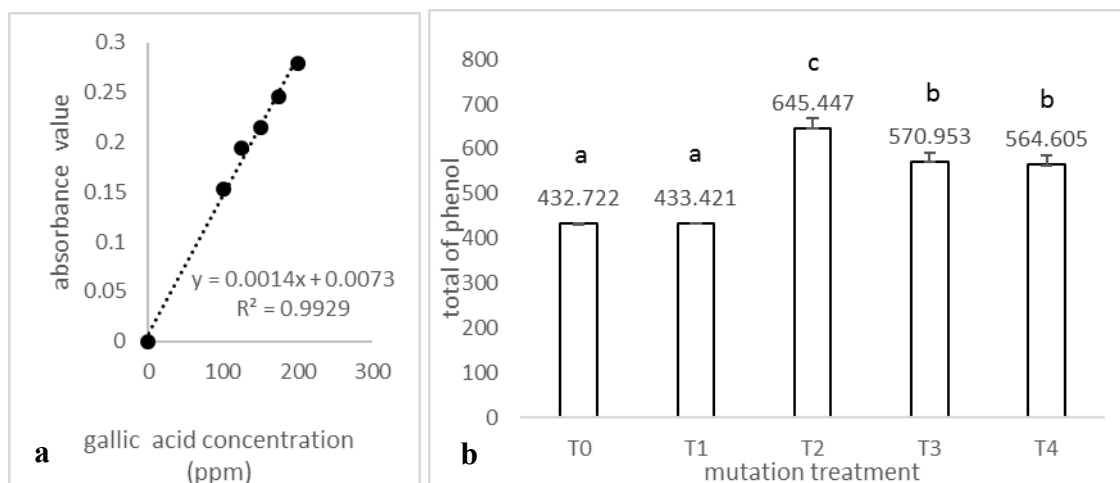 0.3
0.25
0.2
0.15
0.1
0.05
0
absorbance value
y = 0.0014x + 0.0073
R² = 0.9929
0 100 200 300
gallic acid concentration
(ppm)
a
800
700
600
500
400
300
200
100
0
total of phenol
c
645.447
b
570.953
b
564.605
a
432.722
a
433.421
T0 T1 T2 T3 T4
mutation treatment
b